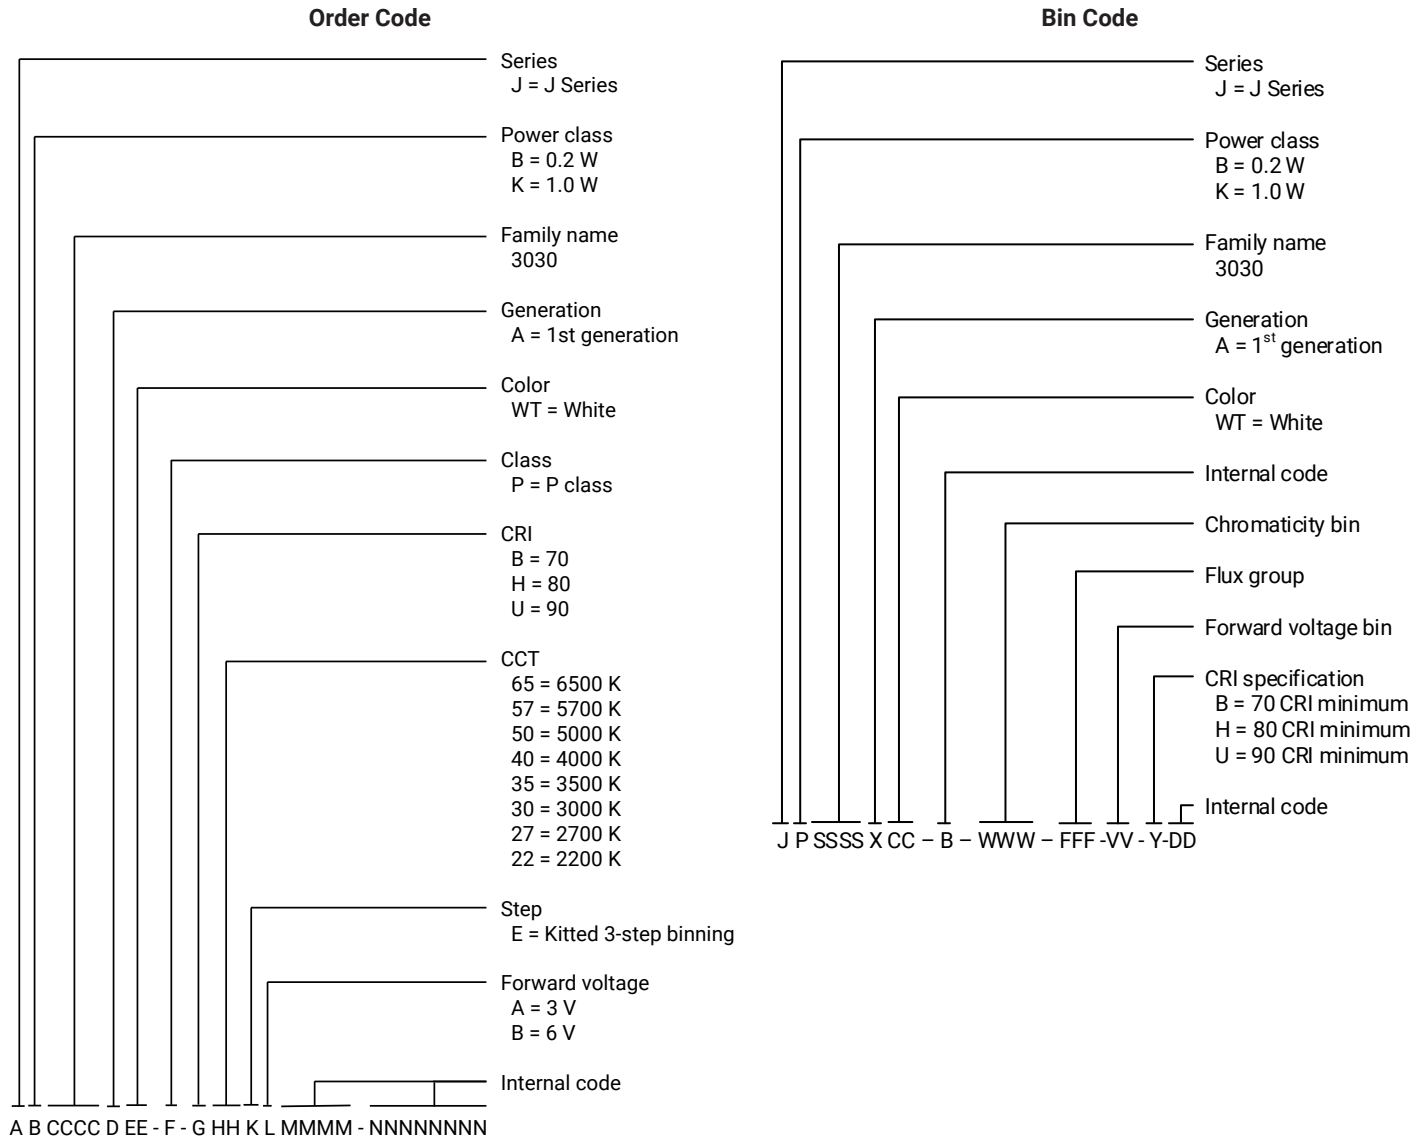 Order Code
Series
J = J Series
Power class
B = 0.2 W
K = 1.0 W
Family name
3030
Generation
A = 1st generation
Color
WT = White
Class
P = P class
CRI
B = 70
H = 80
U = 90
CCT
65 = 6500 K
57 = 5700 K
50 = 5000 K
40 = 4000 K
35 = 3500 K
30 = 3000 K
27 = 2700 K
22 = 2200 K
Step
E = Kitted 3-step binning
Forward voltage
A = 3 V
B = 6 V
Internal code
A B CCCC D EE - F - G HH K L MMMM - NNNNNNNN
Bin Code
Series
J = J Series
Power class
B = 0.2 W
K = 1.0 W
Family name
3030
Generation
A = 1st generation
Color
WT = White
Internal code
Chromaticity bin
Flux group
Forward voltage bin
CRI specification
B = 70 CRI minimum
H = 80 CRI minimum
U = 90 CRI minimum
Internal code
J P SSSS X CC – B – WWW – FFF -VV - Y-DD